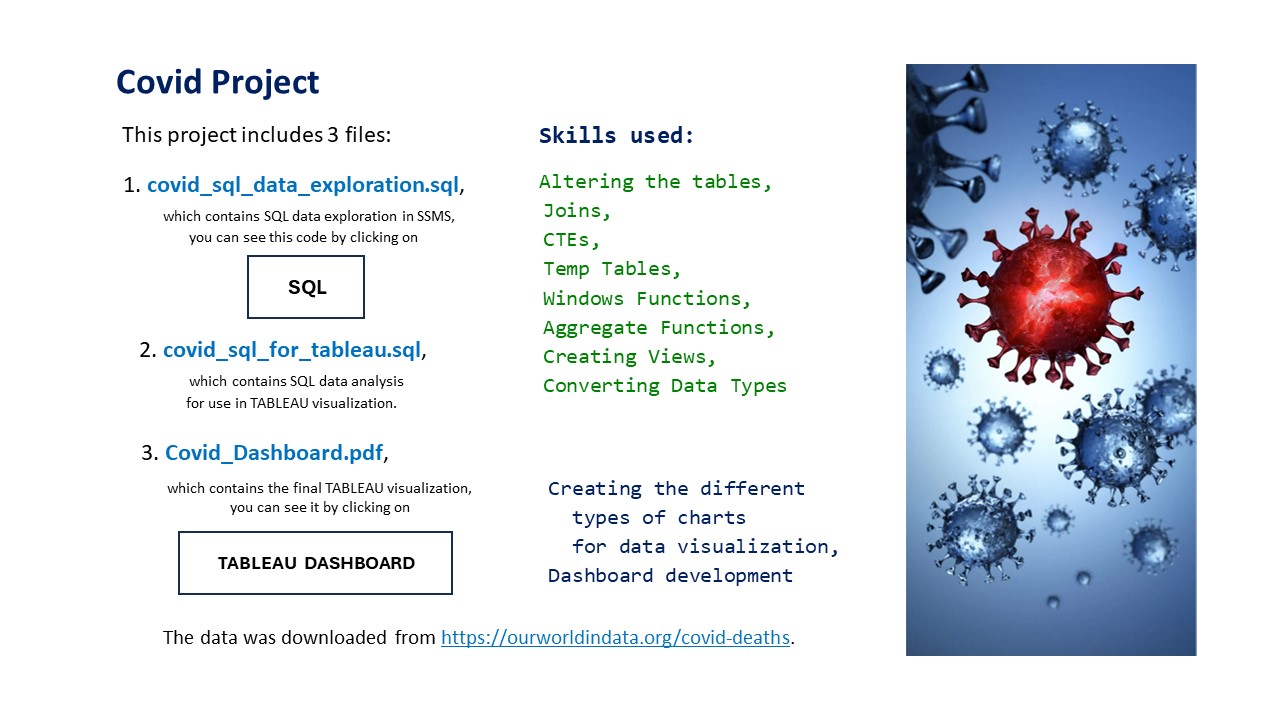 Covid Project
This project includes 3 files:
1. covid_sql_data_exploration.sql,
which contains SQL data exploration in SSMS,
you can see this code by clicking on
SQL
2. covid_sql_for_tableau.sql,
which contains SQL data analysis
for use in TABLEAU visualization.
3. Covid_Dashboard.pdf,
which contains the final TABLEAU visualization,
you can see it by clicking on
TABLEAU DASHBOARD
Skills used:
Altering the tables,
Joins,
CTEs,
Temp Tables,
Windows Functions,
Aggregate Functions,
Creating Views,
Converting Data Types
Creating the different
types of charts
for data visualization,
Dashboard development
The data was downloaded from https://ourworldindata.org/covid-deaths.